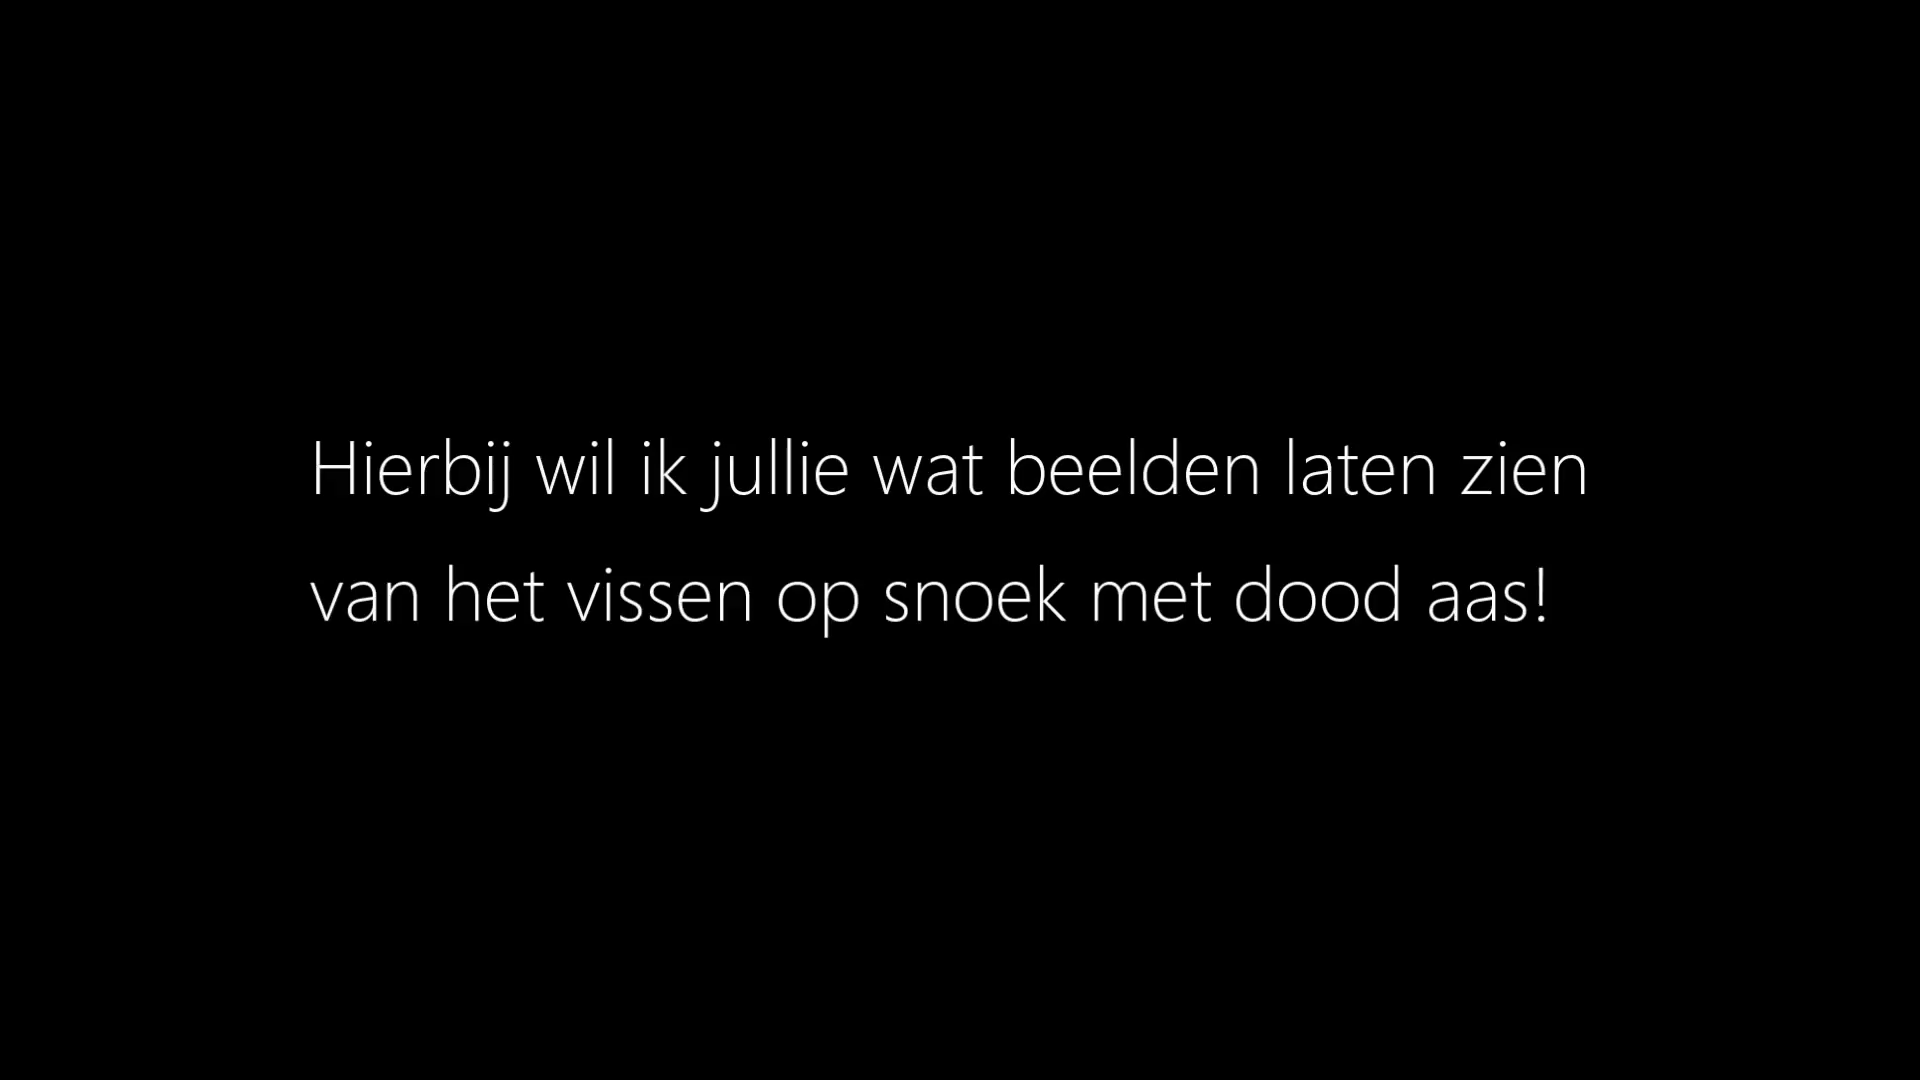 Hierbij wil ik jullie wat beelden laten zien
van het vissen op snoek met dood aas!